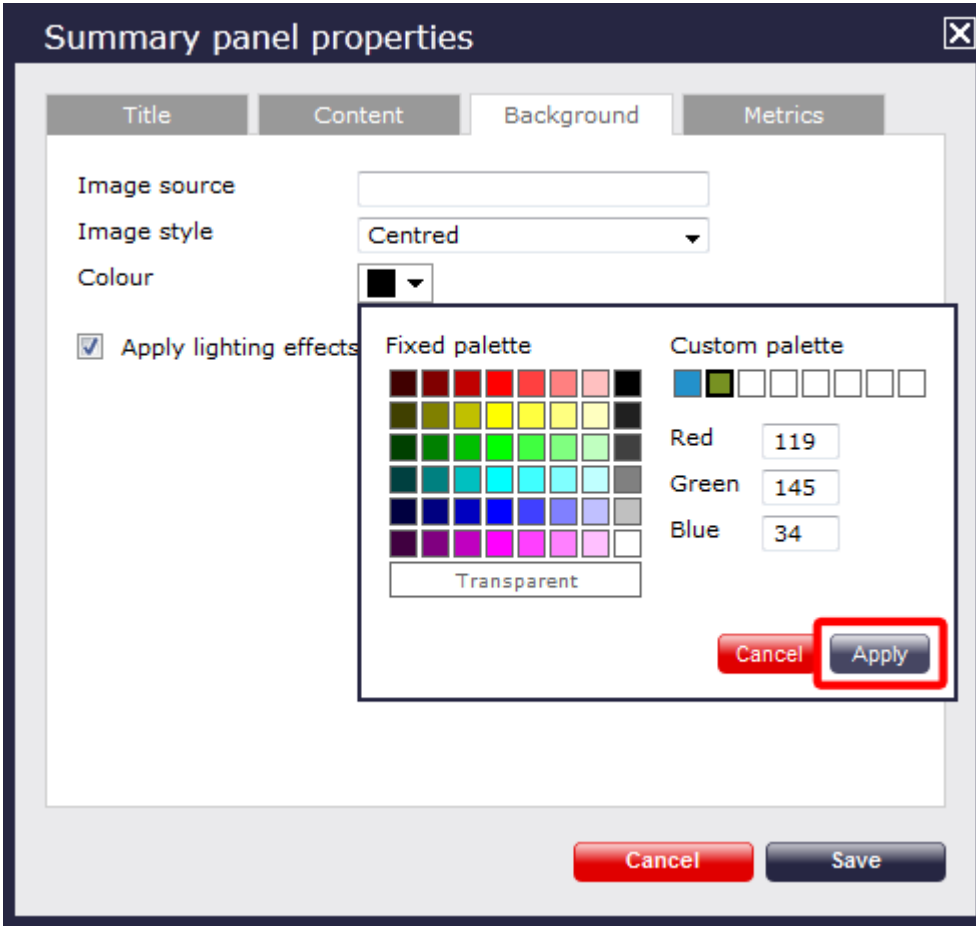 Summary panel properties
Title Content Background Metrics
Image source
Image style Centred
Colour
Apply lighting effects
Fixed palette Custom palette
Red 119
Green 145
Blue 34
Transparent
Cancel Apply
Cancel Save